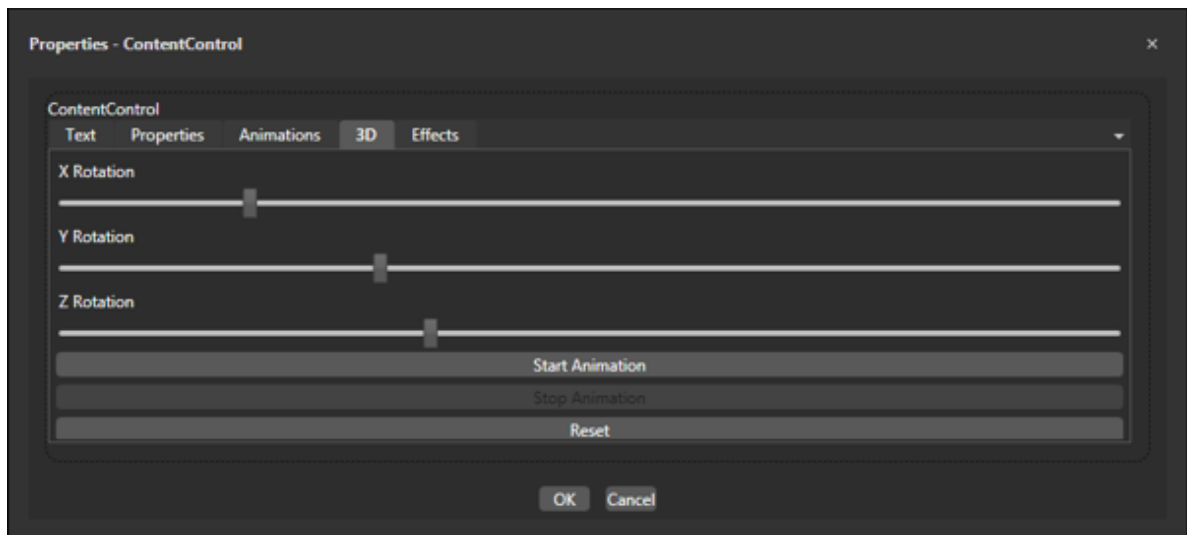 Properties - ContentControl
ContentControl
Text Properties Animations 3D Effects
X Rotation
Y Rotation
Z Rotation
Start Animation
Stop Animation
Reset
OK Cancel